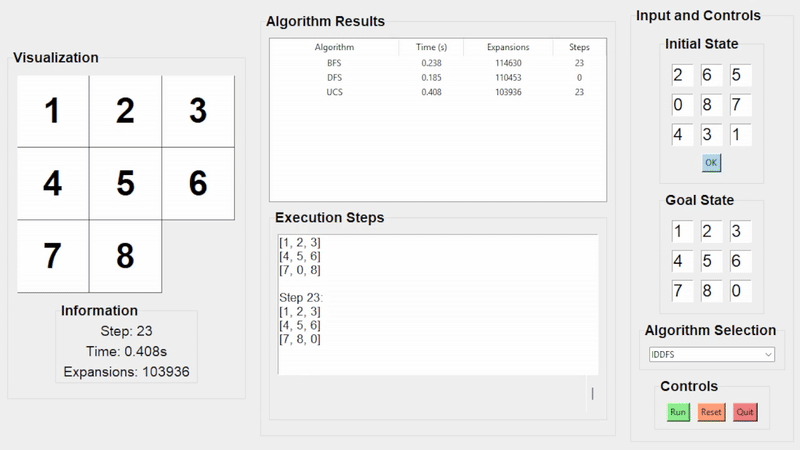 Visualization
1 2 3
4 5 6
7 8
Information
Step: 23
Time: 0.408s
Expansions: 103936
Algorithm Results
Algorithm Time (s) Expansions Steps
BFS 0.238 114630 23
DFS 0.185 110453 0
UCS 0.408 103936 23
Execution Steps
[1, 2, 3]
[4, 5, 6]
[7, 0, 8]
Step 23:
[1, 2, 3]
[4, 5, 6]
[7, 8, 0]
Input and Controls
Initial State
2 6 5
0 8 7
4 3 1
OK
Goal State
1 2 3
4 5 6
7 8 0
Algorithm Selection
IDDFS
Controls
Run Reset Quit